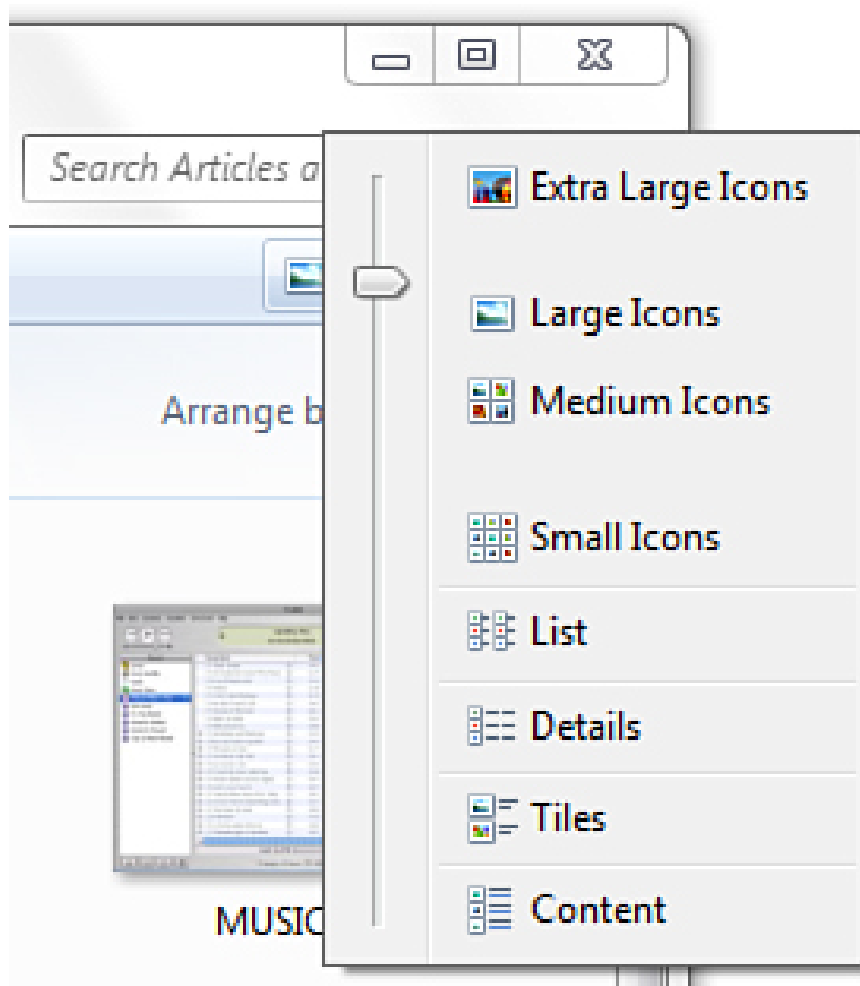 Search Articles a
Extra Large Icons
Large Icons
Arrange b
Medium Icons
Small Icons
List
Details
Tiles
Content
MUSIC